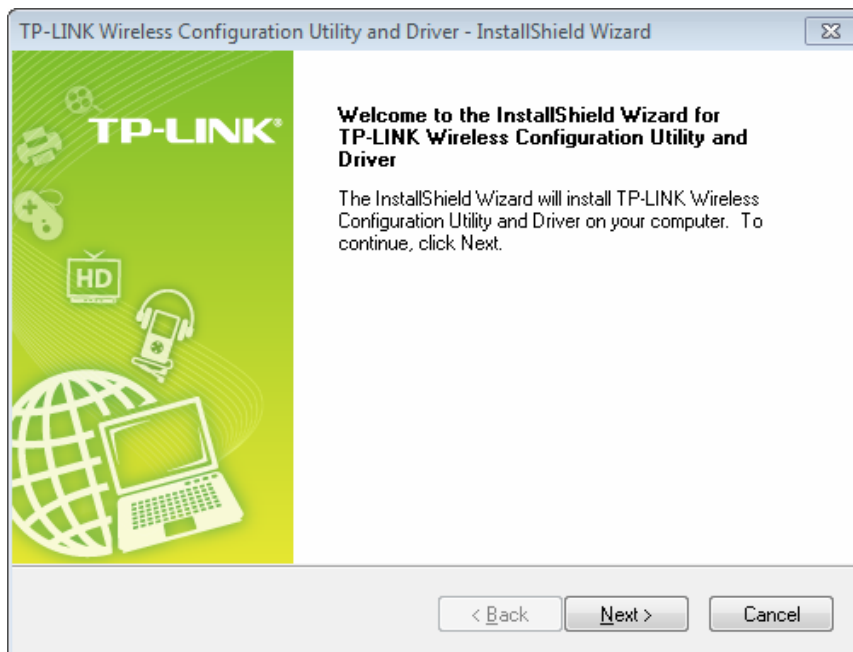 TP-LINK Wireless Configuration Utility and Driver - InstallShield Wizard
TP-LINK®
Welcome to the InstallShield Wizard for
TP-LINK Wireless Configuration Utility and
Driver
The InstallShield Wizard will install TP-LINK Wireless
Configuration Utility and Driver on your computer. To
continue, click Next.
HD
< Back Next > Cancel